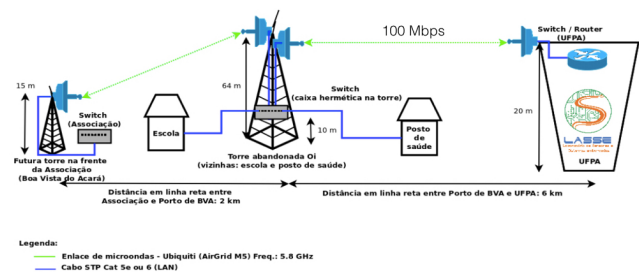 100 Mbps
Switch / Router
(UFPA)
15 m
64 m
Switch
(caixa hermética na torre)
Switch
(Associação)
20 m
Escola
10 m
Posto
de
saúde
LASSE
UFPA
Futura torre na frente
da Associação
(Boa Vista do Acará)
Torre abandonada Oi
(vizinhas: escola e posto de saúde)
Distância em linha reta entre
Associação e Porto de BVA: 2 km
Distância em linha reta entre Porto de BVA e UFPA: 6 km
Legenda:
Enlace de microondas - Ubiquiti (AirGrid M5) Freq.: 5.8 GHz
Cabo STP Cat 5e ou 6 (LAN)